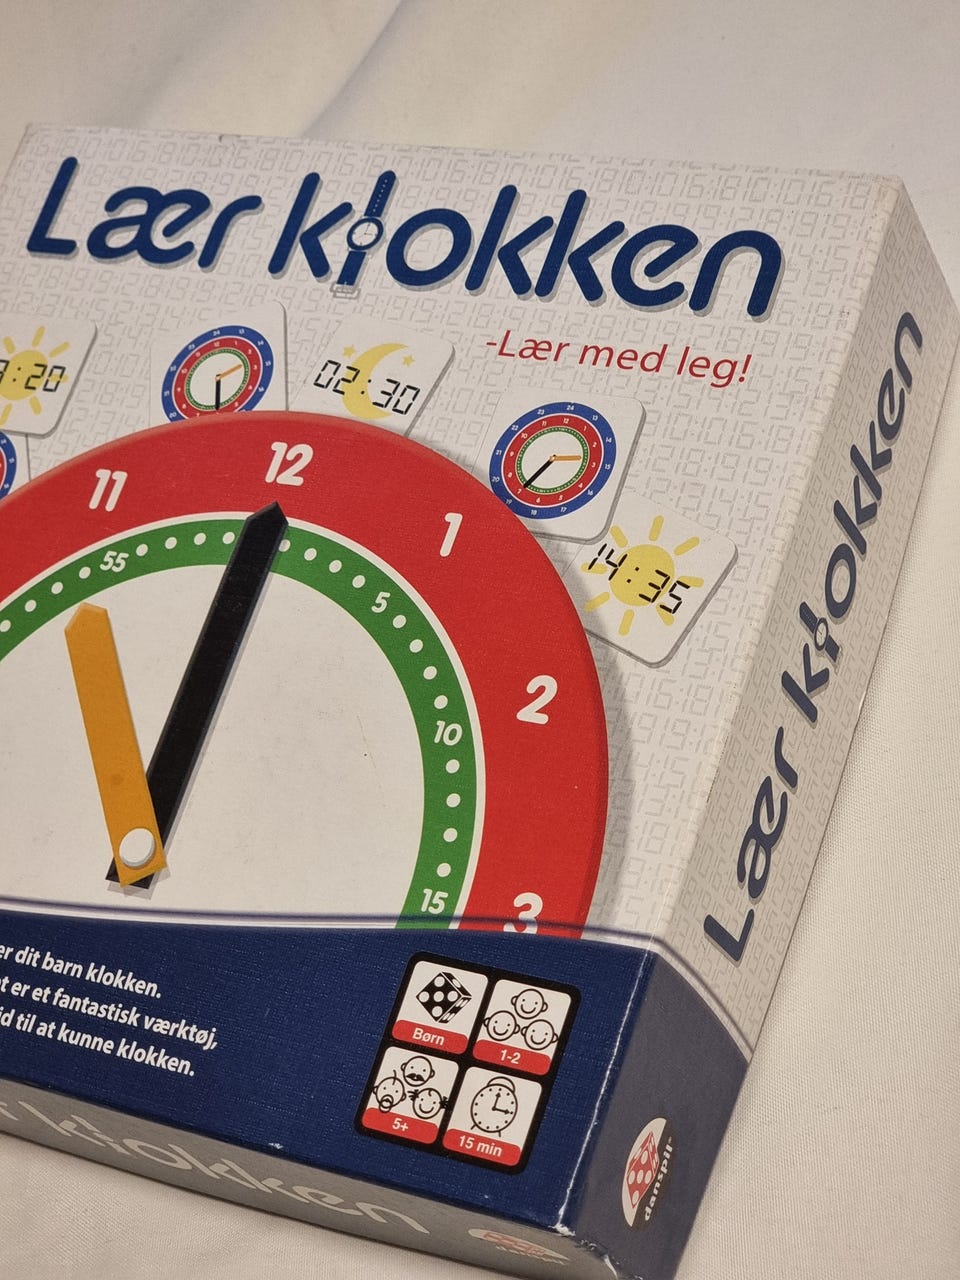 Lær klokken
-Lær med leg!
:20
02:30
14:35
11
12
1
2
3
55
5
10
15
dit barn klokken.
er et fantastisk værktøj,
til at kunne klokken.
Børn
1-2
5+
15 min
Lær klokken
danspil
klokken